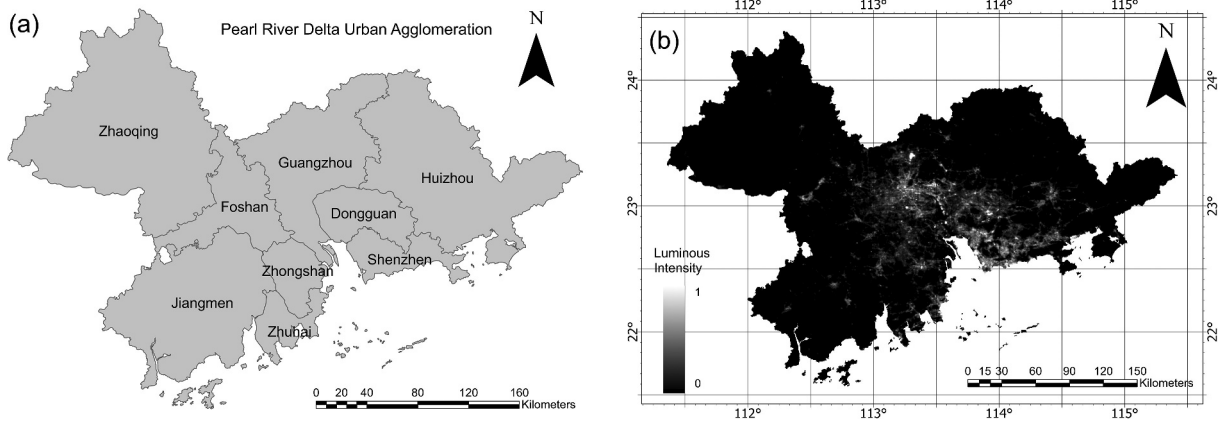 (a)
Pearl River Delta Urban Agglomeration
N
Zhaoqing
Guangzhou
Huizhou
Foshan
Dongguan
Shenzhen
Zhongshan
Jiangmen
Zhuhai
0 20 40 80 120 160
Kilometers
(b)
112° 113° 114° 115°
N
24° 24°
23° 23°
22° 22°
Luminous
Intensity
1
0
0 15 30 60 90 120 150
Kilometers
112° 113° 114° 115°